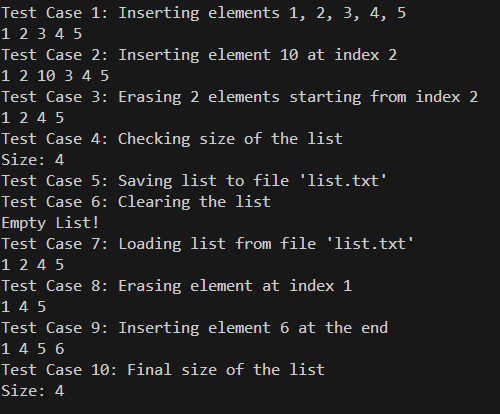 Test Case 1: Inserting elements 1, 2, 3, 4, 5
1 2 3 4 5
Test Case 2: Inserting element 10 at index 2
1 2 10 3 4 5
Test Case 3: Erasing 2 elements starting from index 2
1 2 4 5
Test Case 4: Checking size of the list
Size: 4
Test Case 5: Saving list to file 'list.txt'
Test Case 6: Clearing the list
Empty List!
Test Case 7: Loading list from file 'list.txt'
1 2 4 5
Test Case 8: Erasing element at index 1
1 4 5
Test Case 9: Inserting element 6 at the end
1 4 5 6
Test Case 10: Final size of the list
Size: 4